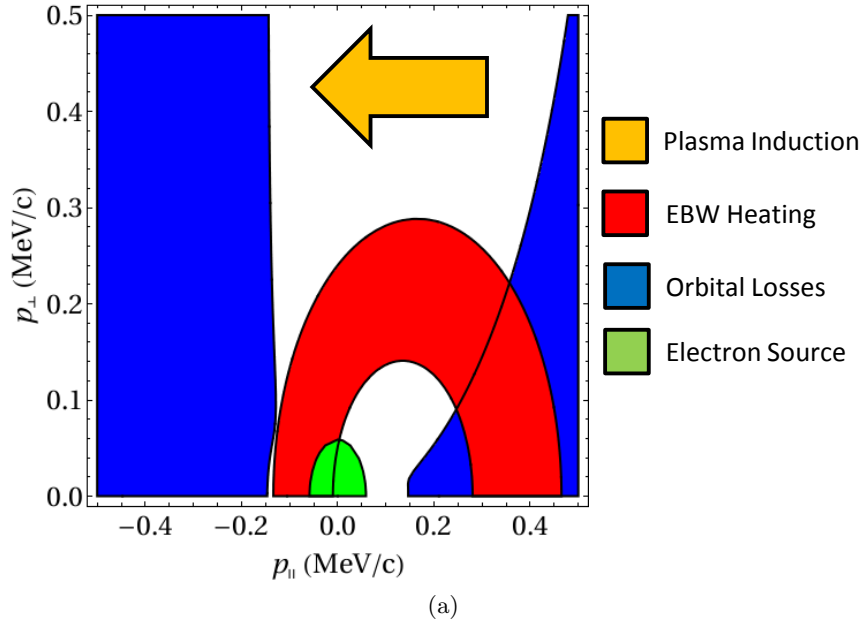 0.5
0.4
0.3
0.2
0.1
0.0
p⊥ (MeV/c)
−0.4 −0.2 0.0 0.2 0.4
p∥ (MeV/c)
Plasma Induction
EBW Heating
Orbital Losses
Electron Source
(a)